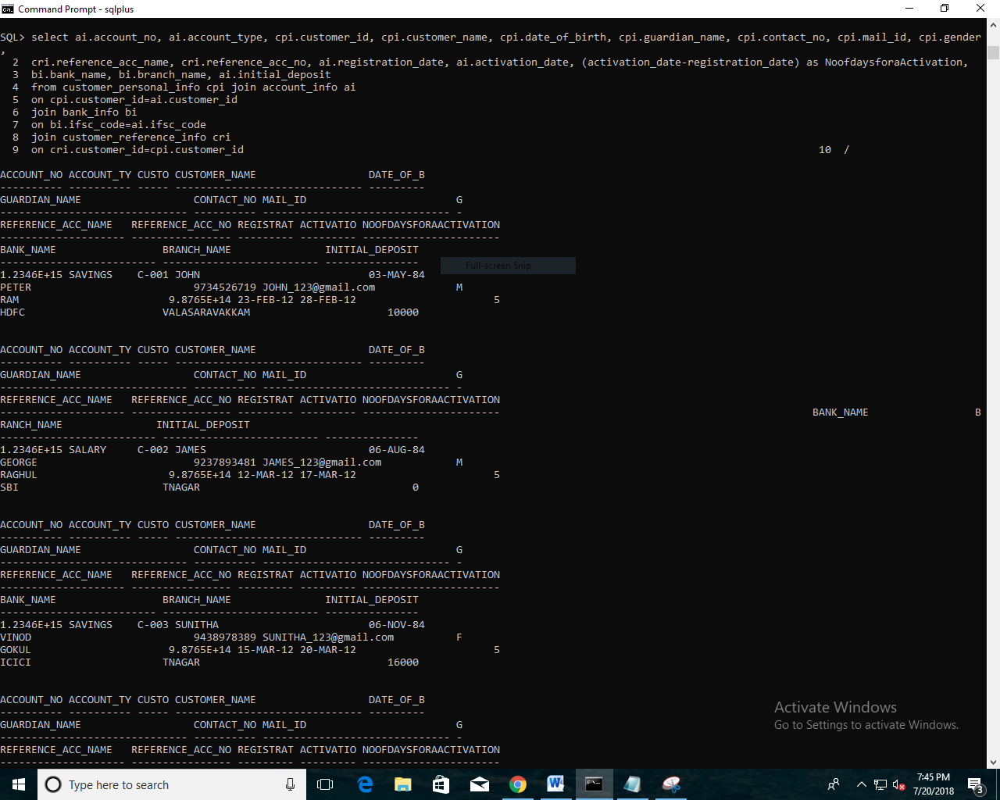 Command Prompt - sqlplus
SQL> select ai.account_no, ai.account_type, cpi.customer_id, cpi.customer_name, cpi.date_of_birth, cpi.guardian_name, cpi.contact_no, cpi.mail_id, cpi.gender
,
2 cri.reference_acc_name, cri.reference_acc_no, ai.registration_date, ai.activation_date, (activation_date-registration_date) as NoofdaysforaActivation,
3 bi.bank_name, bi.branch_name, ai.initial_deposit
4 from customer_personal_info cpi join account_info ai
5 on cpi.customer_id=ai.customer_id
6 join bank_info bi
7 on bi.ifsc_code=ai.ifsc_code
8 join customer_reference_info cri
9 on cri.customer_id=cpi.customer_id 10 /
ACCOUNT_NO ACCOUNT_TY CUSTO CUSTOMER_NAME DATE_OF_B
---------- ---------- ----- ------------------------------ ---------
GUARDIAN_NAME CONTACT_NO MAIL_ID G
------------------------------ ---------- ------------------------------ -
REFERENCE_ACC_NAME REFERENCE_ACC_NO REGISTRAT ACTIVATIO NOOFDAYSFORAACTIVATION
-------------------- ---------------- --------- --------- ----------------------
BANK_NAME BRANCH_NAME INITIAL_DEPOSIT
------------------------- ------------------------- ---------------
Full-screen Snip
1.2346E+15 SAVINGS C-001 JOHN 03-MAY-84
PETER 9734526719 JOHN_123@gmail.com M
RAM 9.8765E+14 23-FEB-12 28-FEB-12 5
HDFC VALASARAVAKKAM 10000
ACCOUNT_NO ACCOUNT_TY CUSTO CUSTOMER_NAME DATE_OF_B
---------- ---------- ----- ------------------------------ ---------
GUARDIAN_NAME CONTACT_NO MAIL_ID G
------------------------------ ---------- ------------------------------ -
REFERENCE_ACC_NAME REFERENCE_ACC_NO REGISTRAT ACTIVATIO NOOFDAYSFORAACTIVATION
-------------------- ---------------- --------- --------- ---------------------- BANK_NAME B
RANCH_NAME INITIAL_DEPOSIT
------------------------- ------------------------- ---------------
1.2346E+15 SALARY C-002 JAMES 06-AUG-84
GEORGE 9237893481 JAMES_123@gmail.com M
RAGHUL 9.8765E+14 12-MAR-12 17-MAR-12 5
SBI TNAGAR 0
ACCOUNT_NO ACCOUNT_TY CUSTO CUSTOMER_NAME DATE_OF_B
---------- ---------- ----- ------------------------------ ---------
GUARDIAN_NAME CONTACT_NO MAIL_ID G
------------------------------ ---------- ------------------------------ -
REFERENCE_ACC_NAME REFERENCE_ACC_NO REGISTRAT ACTIVATIO NOOFDAYSFORAACTIVATION
-------------------- ---------------- --------- --------- ----------------------
BANK_NAME BRANCH_NAME INITIAL_DEPOSIT
------------------------- ------------------------- ---------------
1.2346E+15 SAVINGS C-003 SUNITHA 06-NOV-84
VINOD 9438978389 SUNITHA_123@gmail.com F
GOKUL 9.8765E+14 15-MAR-12 20-MAR-12 5
ICICI TNAGAR 16000
ACCOUNT_NO ACCOUNT_TY CUSTO CUSTOMER_NAME DATE_OF_B
---------- ---------- ----- ------------------------------ ---------
GUARDIAN_NAME CONTACT_NO MAIL_ID G
------------------------------ ---------- ------------------------------ -
REFERENCE_ACC_NAME REFERENCE_ACC_NO REGISTRAT ACTIVATIO NOOFDAYSFORAACTIVATION
-------------------- ---------------- --------- --------- ----------------------
Activate Windows
Go to Settings to activate Windows.
Type here to search
7:45 PM
7/20/2018
3